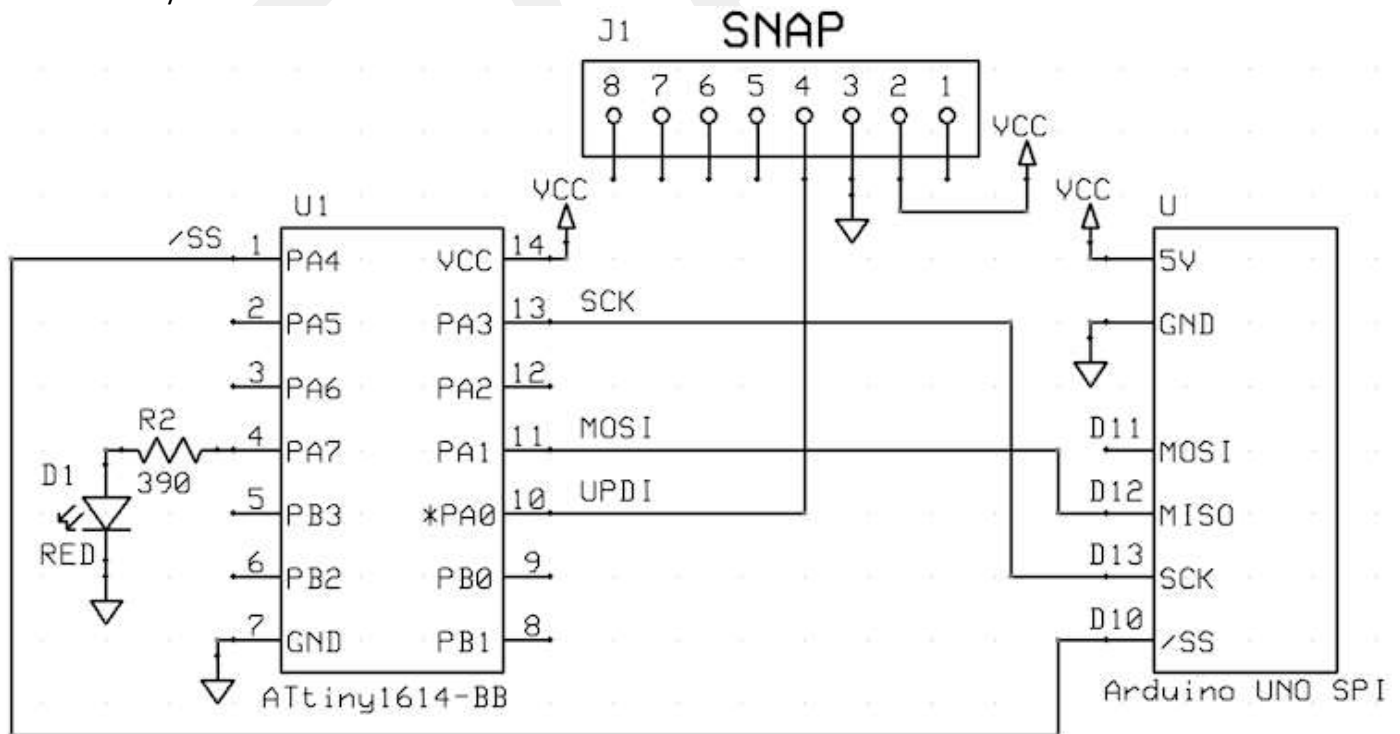 J1 SNAP
8 7 6 5 4 3 2 1
VCC
VCC
VCC
U1
U
/SS 1 PA4 VCC 14
5V
2 PA5 PA3 13 SCK
GND
3 PA6 PA2 12
R2
390
4 PA7 PA1 11 MOSI
D11 MOSI
D1
RED
5 PB3 *PA0 10 UPDI
D12 MISO
6 PB2 PB0 9
D13 SCK
7 GND PB1 8
D10 /SS
ATtiny1614-BB
Arduino UNO SPI